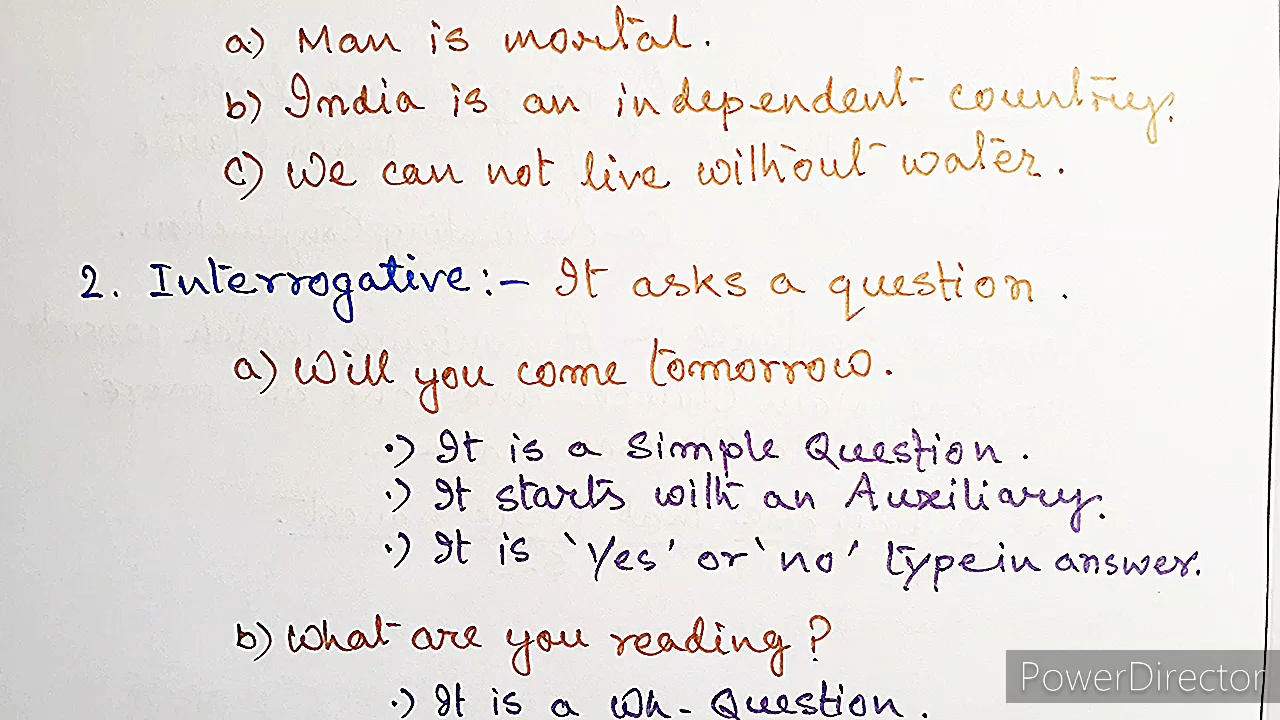 a) Man is mortal.
b) India is an independent country.
c) We can not live without water.
2. Interrogative:- It asks a question.
a) Will you come tomorrow.
.) It is a Simple Question.
.) It starts with an Auxiliary.
.) It is 'Yes' or 'no' type in answer.
b) What are you reading?
.) It is a Wh-Question.
PowerDirector